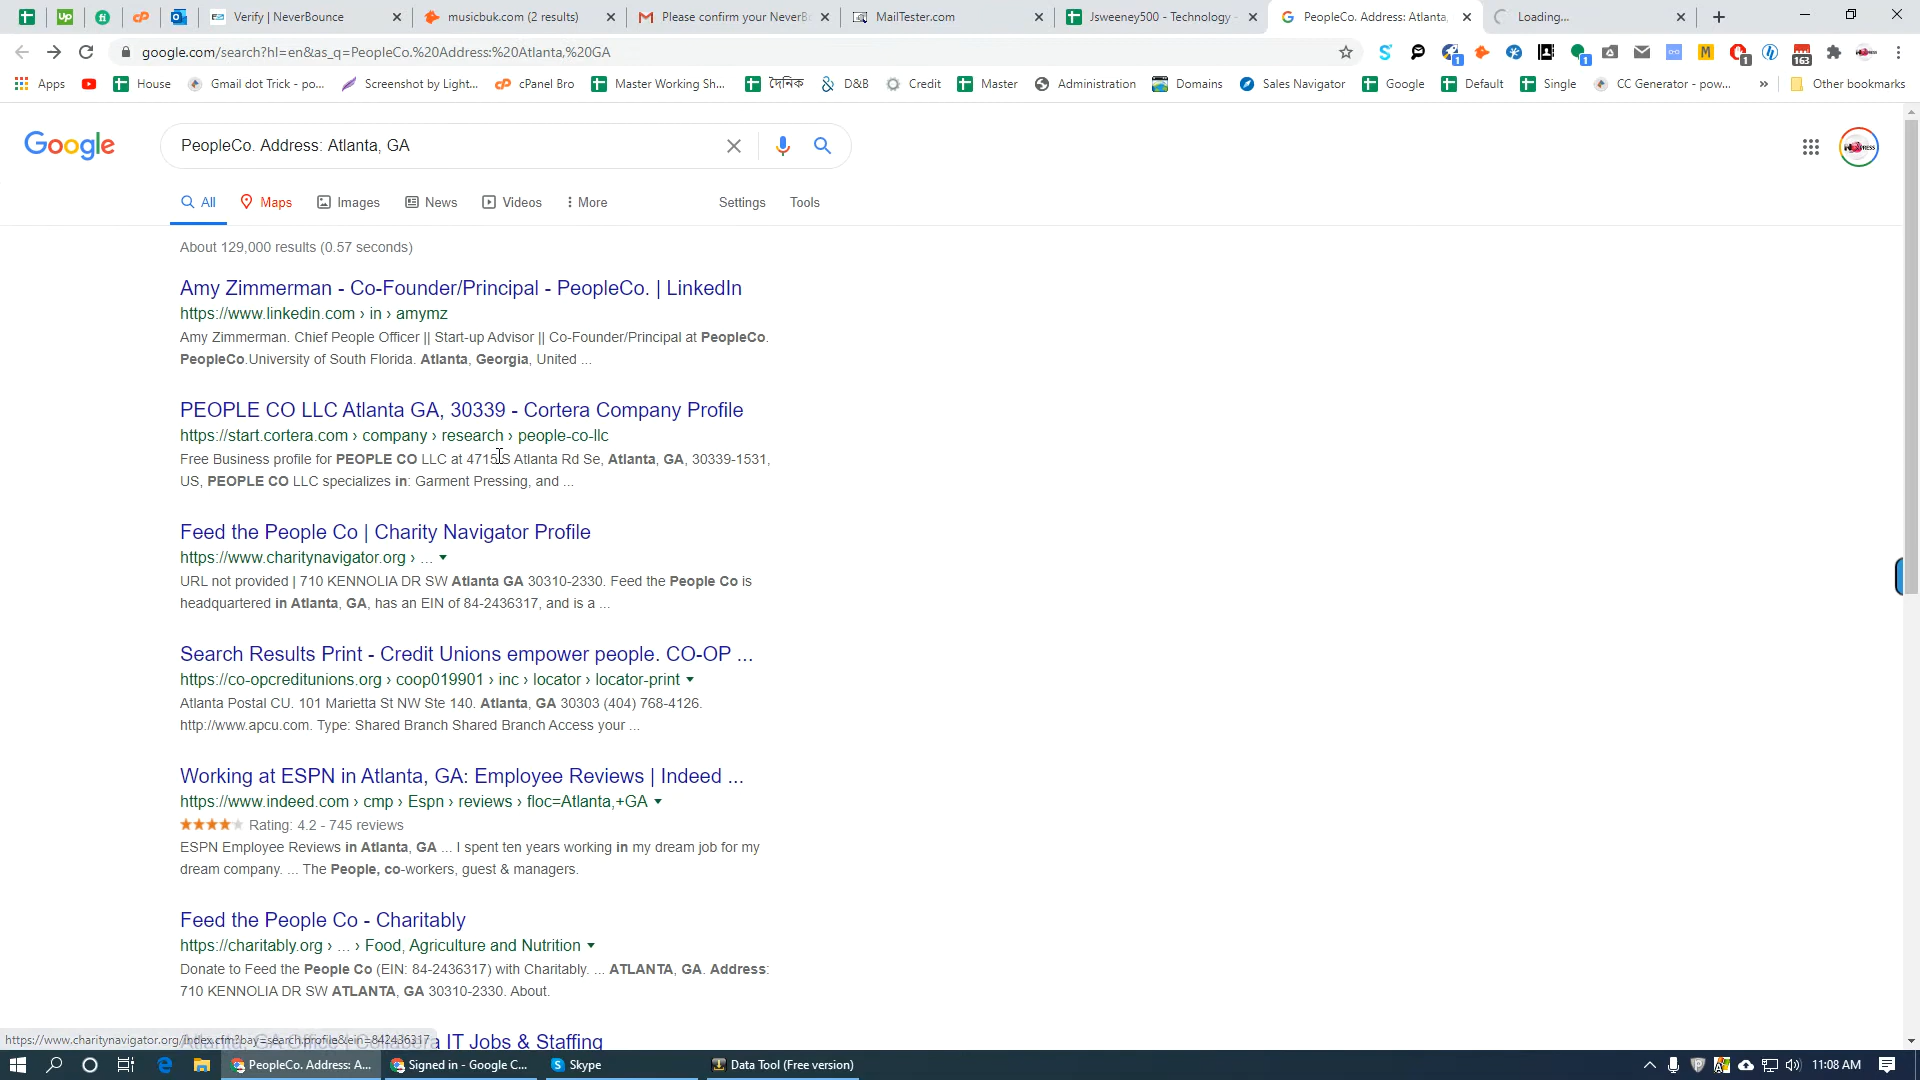 Verify | NeverBounce
musicbuk.com (2 results)
Please confirm your NeverB
MailTester.com
Jsweeney500 - Technology -
PeopleCo. Address: Atlanta,
Loading...
google.com/search?hl=en&as_q=PeopleCo.%20Address:%20Atlanta,%20GA
Apps
House
Gmail dot Trick - po...
Screenshot by Light...
cPanel Bro
Master Working Sh...
দৈনিক
D&B
Credit
Master
Administration
Domains
Sales Navigator
Google
Default
Single
CC Generator - pow...
»
Other bookmarks
Google
PeopleCo. Address: Atlanta, GA
All
Maps
Images
News
Videos
More
Settings
Tools
About 129,000 results (0.57 seconds)
Amy Zimmerman - Co-Founder/Principal - PeopleCo. | LinkedIn
https://www.linkedin.com › in › amymz
Amy Zimmerman. Chief People Officer || Start-up Advisor || Co-Founder/Principal at PeopleCo.
PeopleCo.University of South Florida. Atlanta, Georgia, United ...
PEOPLE CO LLC Atlanta GA, 30339 - Cortera Company Profile
https://start.cortera.com › company › research › people-co-llc
Free Business profile for PEOPLE CO LLC at 4715 S Atlanta Rd Se, Atlanta, GA, 30339-1531,
US, PEOPLE CO LLC specializes in: Garment Pressing, and ...
Feed the People Co | Charity Navigator Profile
https://www.charitynavigator.org › ...
URL not provided | 710 KENNOLIA DR SW Atlanta GA 30310-2330. Feed the People Co is
headquartered in Atlanta, GA, has an EIN of 84-2436317, and is a ...
Search Results Print - Credit Unions empower people. CO-OP ...
https://co-opcreditunions.org › coop019901 › inc › locator › locator-print
Atlanta Postal CU. 101 Marietta St NW Ste 140. Atlanta, GA 30303 (404) 768-4126.
http://www.apcu.com. Type: Shared Branch Shared Branch Access your ...
Working at ESPN in Atlanta, GA: Employee Reviews | Indeed ...
https://www.indeed.com › cmp › Espn › reviews › floc=Atlanta,+GA
Rating: 4.2 - 745 reviews
ESPN Employee Reviews in Atlanta, GA ... I spent ten years working in my dream job for my
dream company. ... The People, co-workers, guest & managers.
Feed the People Co - Charitably
https://charitably.org › ... › Food, Agriculture and Nutrition
Donate to Feed the People Co (EIN: 84-2436317) with Charitably. ... ATLANTA, GA. Address:
710 KENNOLIA DR SW ATLANTA, GA 30310-2330. About.
Atlanta, GA Office | Collabera IT Jobs & Staffing
https://www.charitynavigator.org/index.cfm?bay=search.profile&ein=842436317
PeopleCo. Address: A...
Signed in - Google C...
Skype
Data Tool (Free version)
11:08 AM